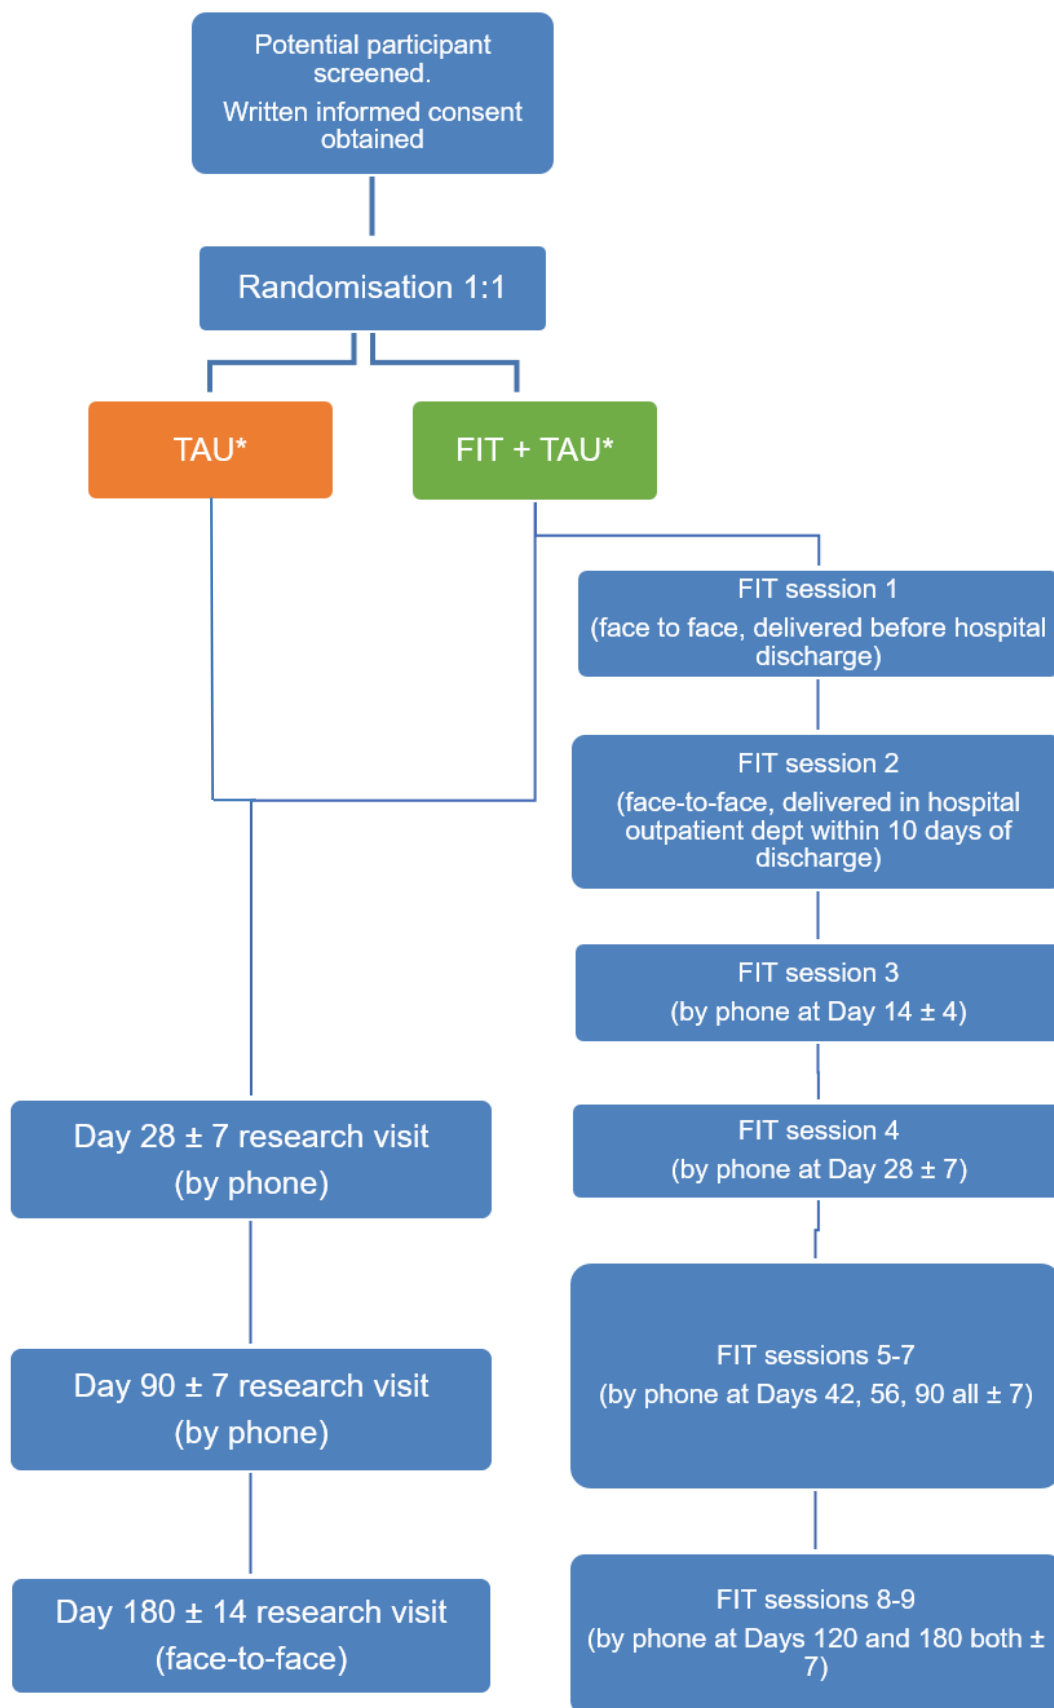 Potential participant
screened.
Written informed consent
obtained
Randomisation 1:1
TAU*
FIT + TAU*
FIT session 1
(face to face, delivered before hospital
discharge)
FIT session 2
(face-to-face, delivered in hospital
outpatient dept within 10 days of
discharge)
FIT session 3
(by phone at Day 14 ± 4)
Day 28 ± 7 research visit
(by phone)
FIT session 4
(by phone at Day 28 ± 7)
Day 90 ± 7 research visit
(by phone)
FIT sessions 5-7
(by phone at Days 42, 56, 90 all ± 7)
Day 180 ± 14 research visit
(face-to-face)
FIT sessions 8-9
(by phone at Days 120 and 180 both ±
7)